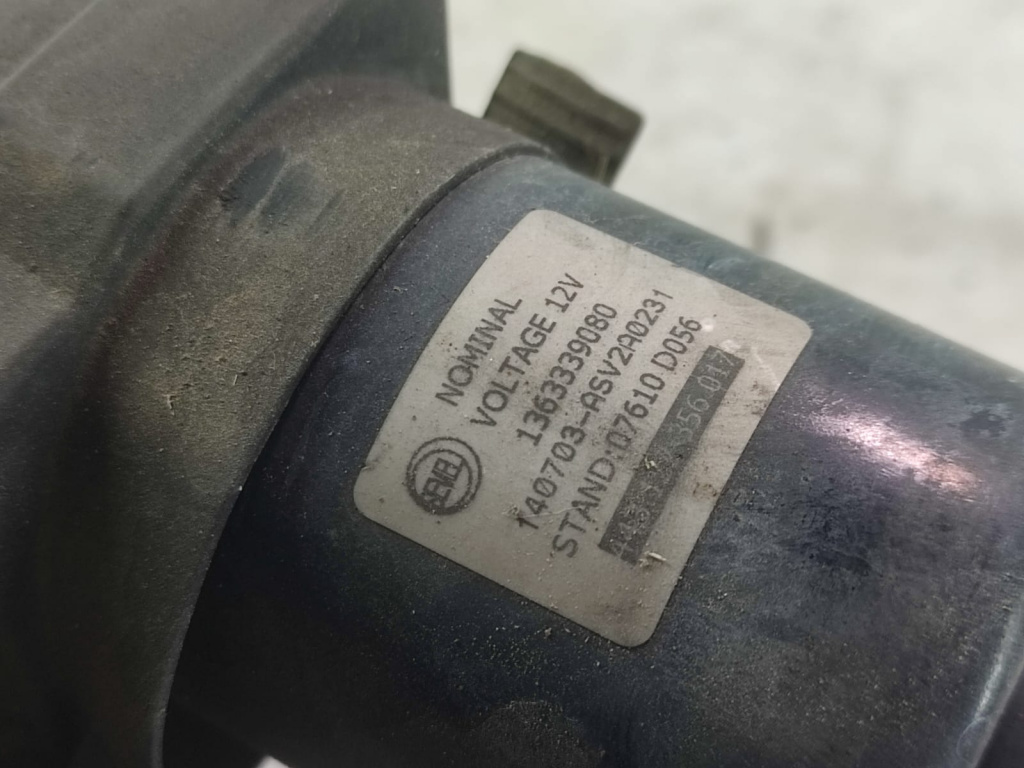 NOMINAL
VOLTAGE 12V
1363339080
140703-ASV2A0231
STAND:07610 D056